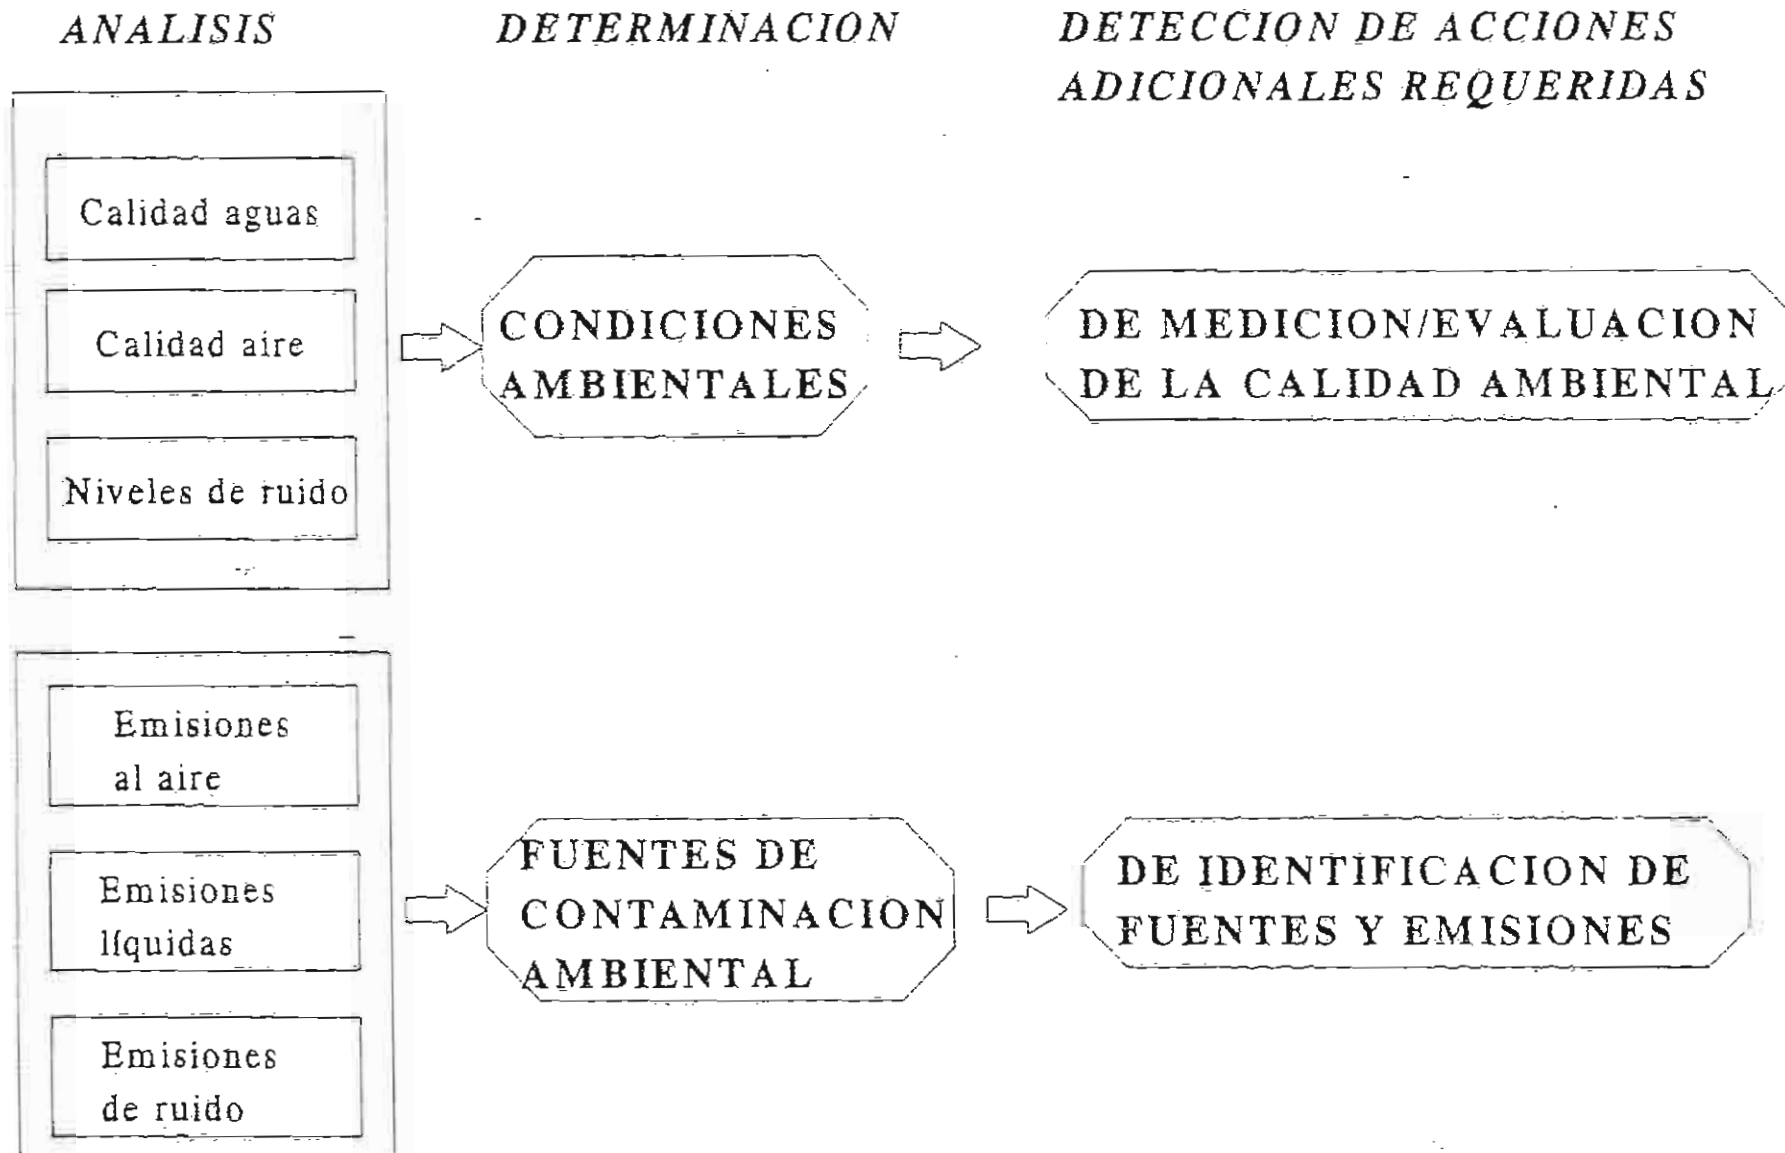 ANALISIS
DETERMINACION
DETECCION DE ACCIONES
ADICIONALES REQUERIDAS
Calidad aguas
Calidad aire
Niveles de ruido
CONDICIONES
AMBIENTALES
DE MEDICION/EVALUACION
DE LA CALIDAD AMBIENTAL
Emisiones
al aire
Emisiones
líquidas
Emisiones
de ruido
FUENTES DE
CONTAMINACION
AMBIENTAL
DE IDENTIFICACION DE
FUENTES Y EMISIONES